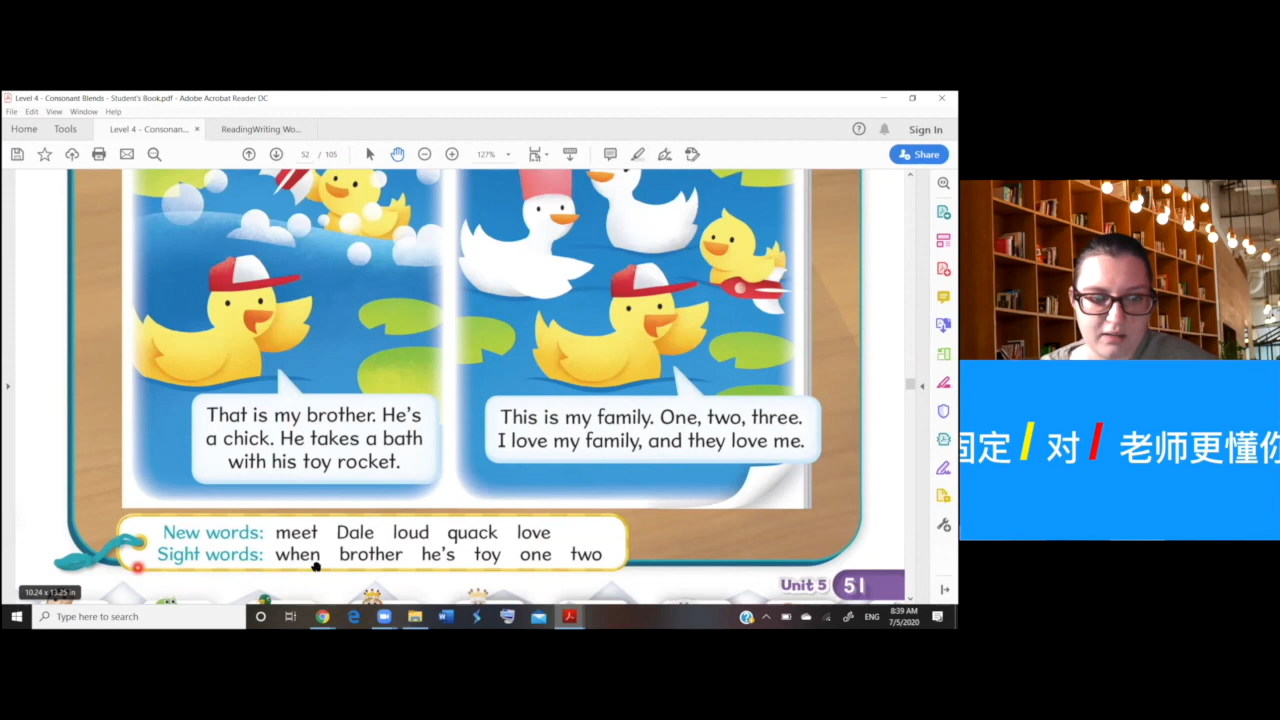 Level 4 - Consonant Blends - Student's Book.pdf - Adobe Acrobat Reader DC
File Edit View Window Help
Home Tools Level 4 - Consonan... × ReadingWriting Wo... Sign In
52 / 105 127% Share
That is my brother. He's
a chick. He takes a bath
with his toy rocket.
This is my family. One, two, three.
I love my family, and they love me.
New words: meet Dale loud quack love
Sight words: when brother he's toy one two
Unit 5 51
10.24 x 13.25 in
Type here to search
ENG
8:39 AM
7/5/2020
固定/对/老师更懂你